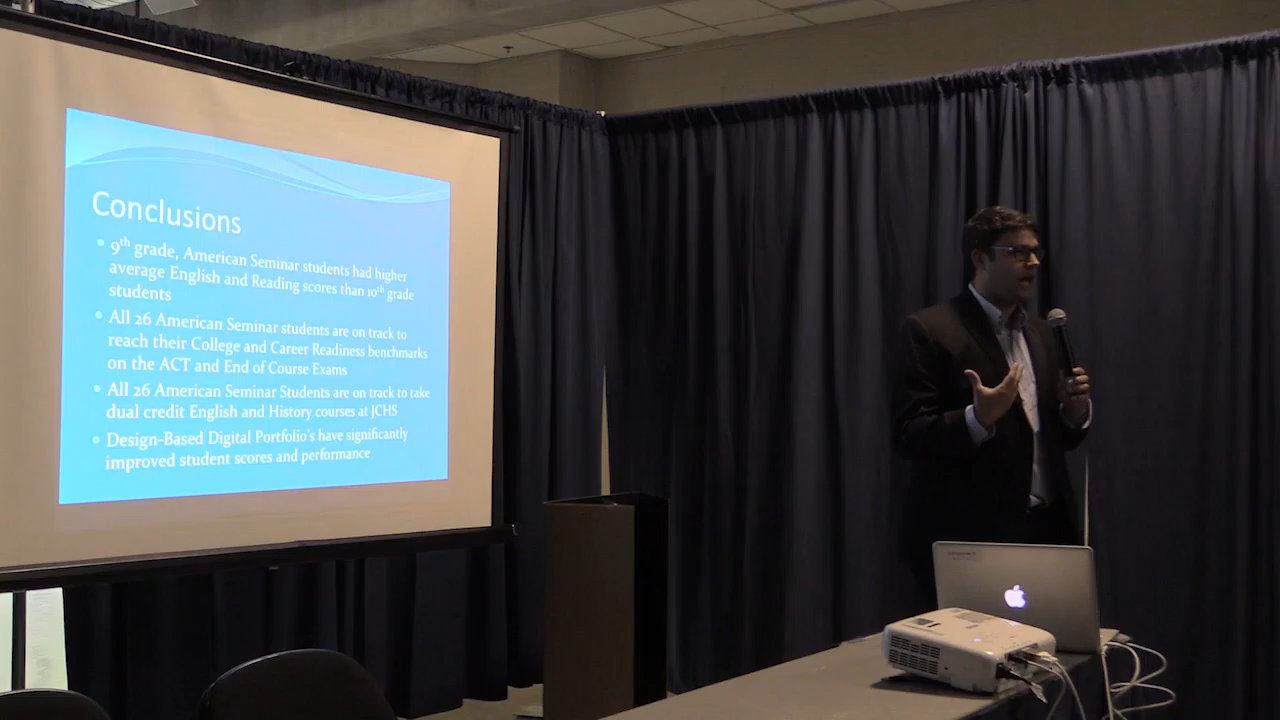 Conclusions
9th grade, American Seminar students had higher
average English and Reading scores than 10th grade
students
All 26 American Seminar students are on track to
reach their College and Career Readiness benchmarks
on the ACT and End of Course Exams
All 26 American Seminar Students are on track to take
dual credit English and History courses at JCHS
Design-Based Digital Portfolio's have significantly
improved student scores and performance